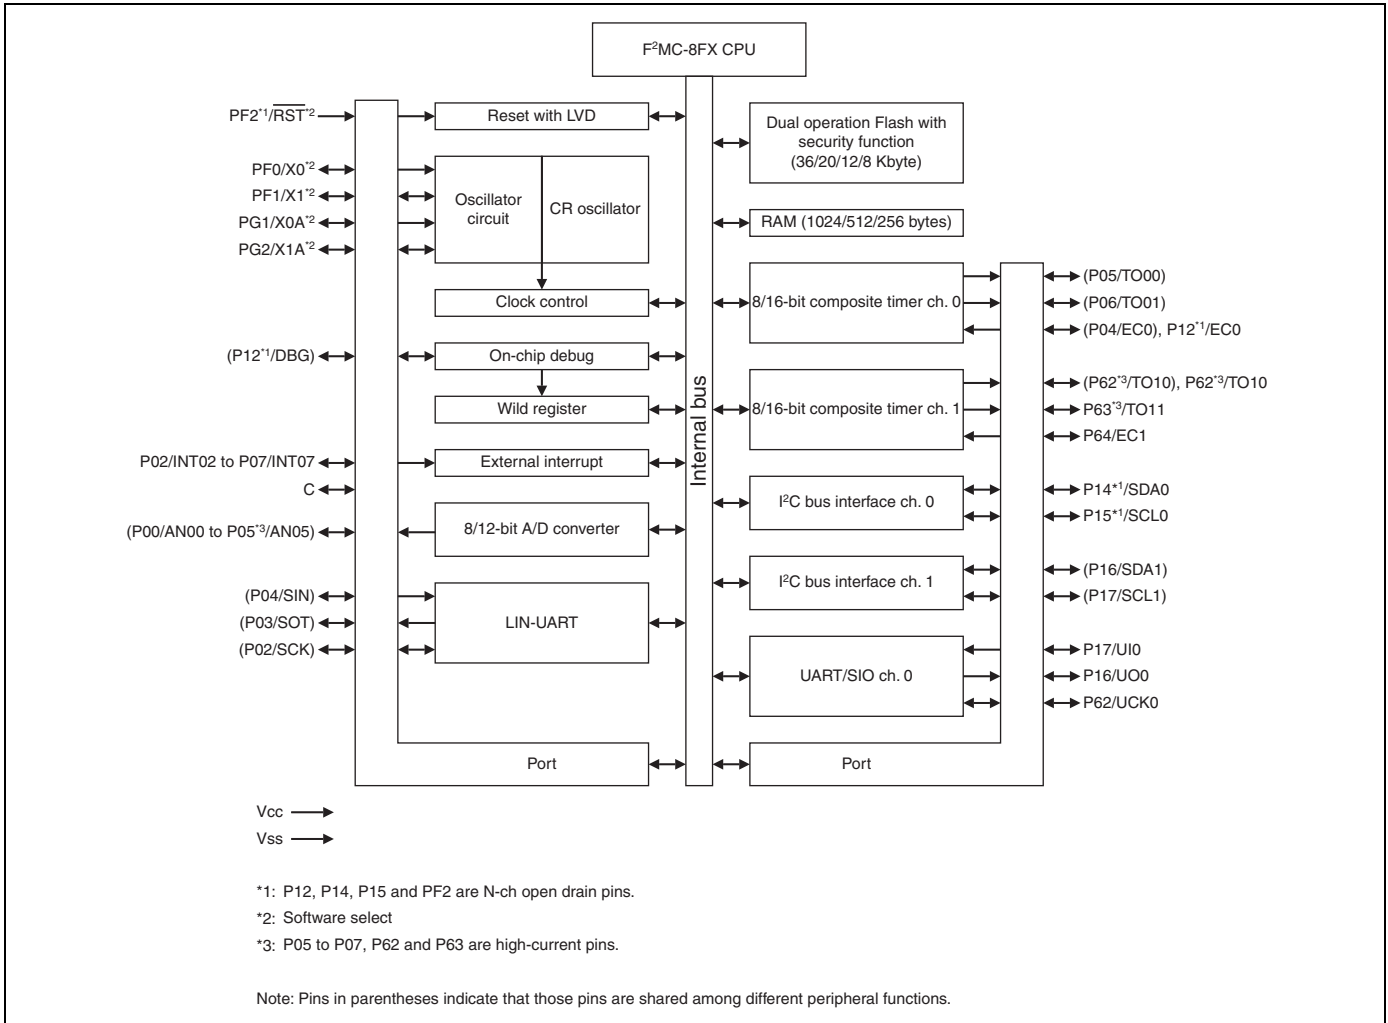 F²MC-8FX CPU
PF2*1/RST*2
Reset with LVD
Dual operation Flash with
security function
(36/20/12/8 Kbyte)
PF0/X0*2
PF1/X1*2
PG1/X0A*2
PG2/X1A*2
Oscillator
circuit
CR oscillator
RAM (1024/512/256 bytes)
Clock control
8/16-bit composite timer ch. 0
(P05/TO00)
(P06/TO01)
(P04/EC0), P12*1/EC0
(P12*1/DBG)
On-chip debug
Wild register
Internal bus
8/16-bit composite timer ch. 1
(P62*3/TO10), P62*3/TO10
P63*3/TO11
P64/EC1
P02/INT02 to P07/INT07
External interrupt
C
I²C bus interface ch. 0
P14*1/SDA0
P15*1/SCL0
(P00/AN00 to P05*3/AN05)
8/12-bit A/D converter
I²C bus interface ch. 1
(P16/SDA1)
(P17/SCL1)
(P04/SIN)
(P03/SOT)
(P02/SCK)
LIN-UART
UART/SIO ch. 0
P17/UI0
P16/UO0
P62/UCK0
Port
Port
Vcc
Vss
*1: P12, P14, P15 and PF2 are N-ch open drain pins.
*2: Software select
*3: P05 to P07, P62 and P63 are high-current pins.
Note: Pins in parentheses indicate that those pins are shared among different peripheral functions.